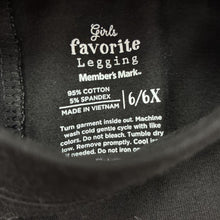 Girls
favorite
Legging
Member's Mark™
95% COTTON
5% SPANDEX
MADE IN VIETNAM
6/6X
Turn garment inside out. Machine
wash cold gentle cycle with like
colors. Do not bleach. Tumble dry
low. Remove promptly. Cool iron
if needed. Do not iron